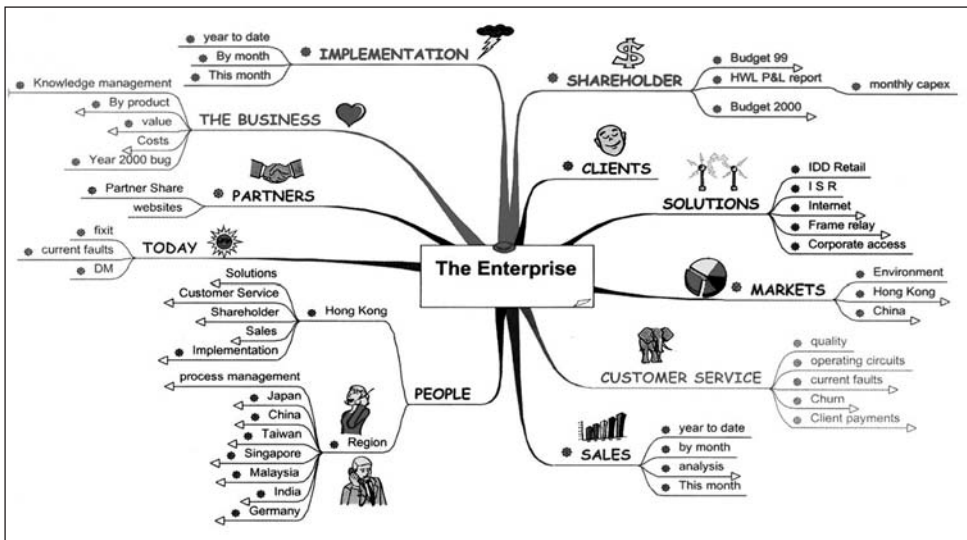 The Enterprise
IMPLEMENTATION
year to date
By month
This month
THE BUSINESS
Knowledge management
By product
value
Costs
Year 2000 bug
PARTNERS
Partner Share
websites
TODAY
fixit
current faults
DM
PEOPLE
Hong Kong
Solutions
Customer Service
Shareholder
Sales
Implementation
Region
process management
Japan
China
Taiwan
Singapore
Malaysia
India
Germany
SHAREHOLDER
Budget 99
HWL P&L report
monthly capex
Budget 2000
CLIENTS
SOLUTIONS
IDD Retail
I S R
Internet
Frame relay
Corporate access
MARKETS
Environment
Hong Kong
China
CUSTOMER SERVICE
quality
operating circuits
current faults
Churn
Client payments
SALES
year to date
by month
analysis
This month